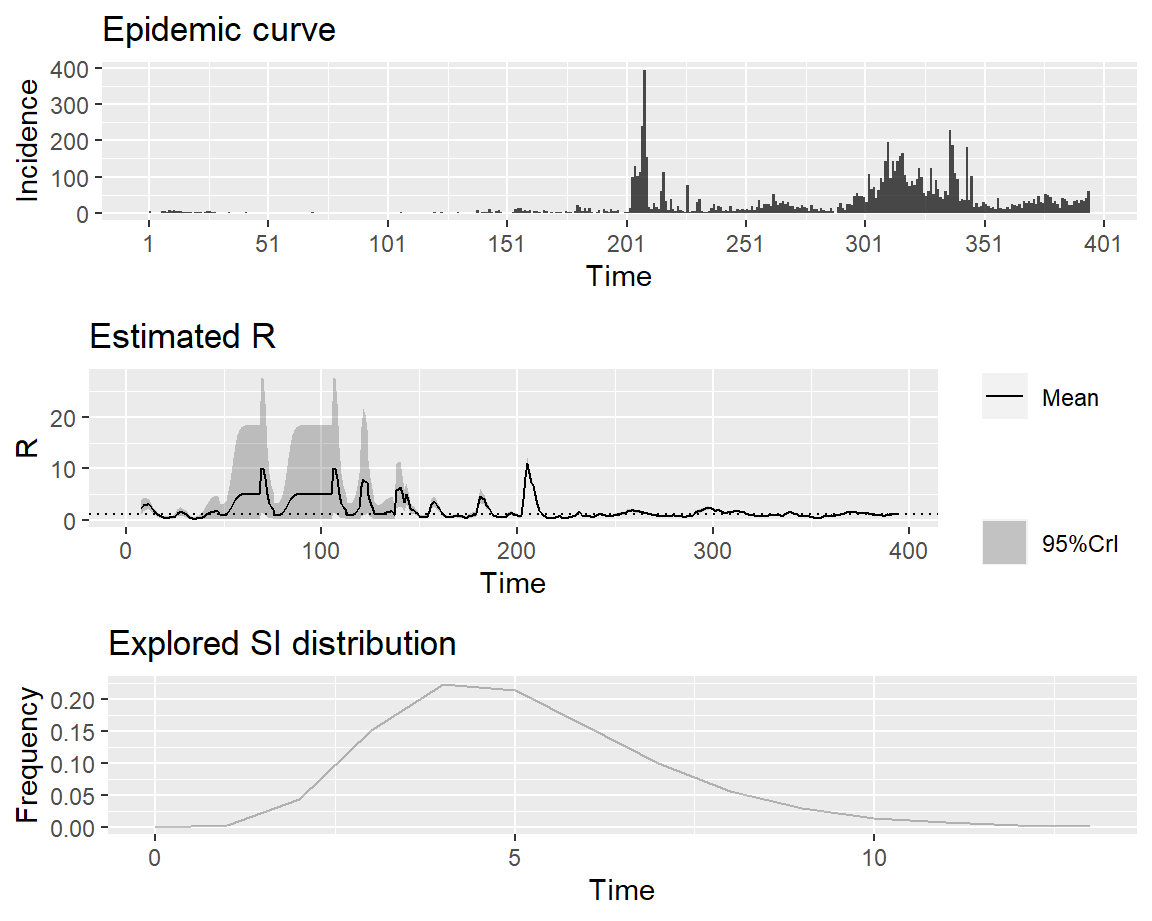 Epidemic curve
400
300
200
100
0
Incidence
1 51 101 151 201 251 301 351 401
Time
Estimated R
20
10
0
R
0 100 200 300 400
Time
Mean
95%CrI
Explored SI distribution
0.20
0.15
0.10
0.05
0.00
Frequency
0 5 10
Time